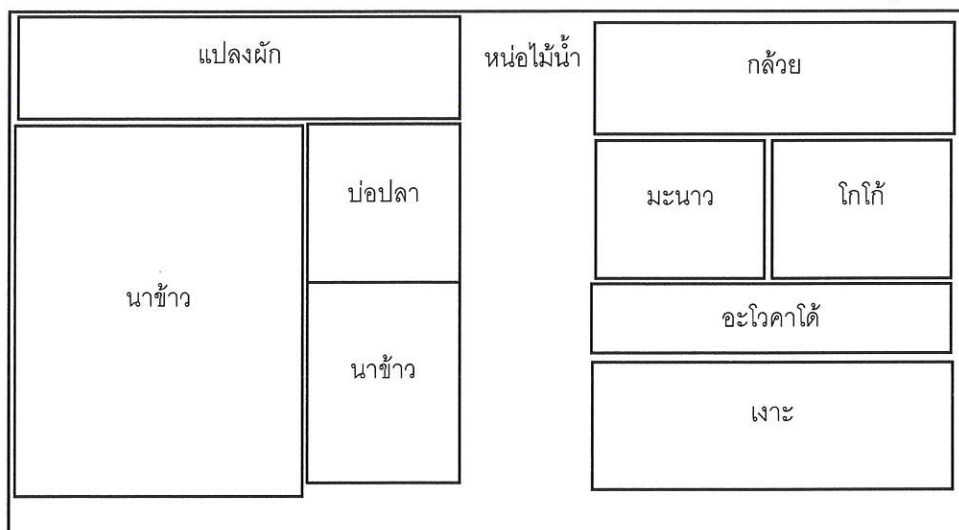 แปลงผัก
หน่อไม้น้ำ
กล้วย
บ่อปลา
มะนาว
โกโก้
นาข้าว
อะโวคาโด้
นาข้าว
เงาะ